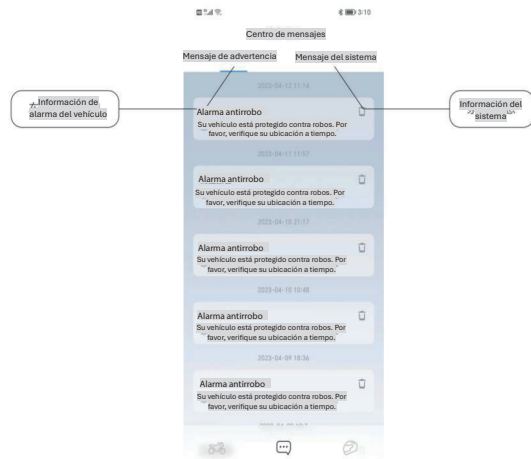 3:10
Centro de mensajes
Mensaje de advertencia
Mensaje del sistema
2023-04-12 11:14
Información de
alarma del vehículo
Información del
sistema
Alarma antirrobo
Su vehículo está protegido contra robos. Por
favor, verifique su ubicación a tiempo.
2023-04-11 11:57
Alarma antirrobo
Su vehículo está protegido contra robos. Por
favor, verifique su ubicación a tiempo.
2023-04-10 21:17
Alarma antirrobo
Su vehículo está protegido contra robos. Por
favor, verifique su ubicación a tiempo.
2023-04-10 10:48
Alarma antirrobo
Su vehículo está protegido contra robos. Por
favor, verifique su ubicación a tiempo.
2023-04-09 18:36
Alarma antirrobo
Su vehículo está protegido contra robos. Por
favor, verifique su ubicación a tiempo.